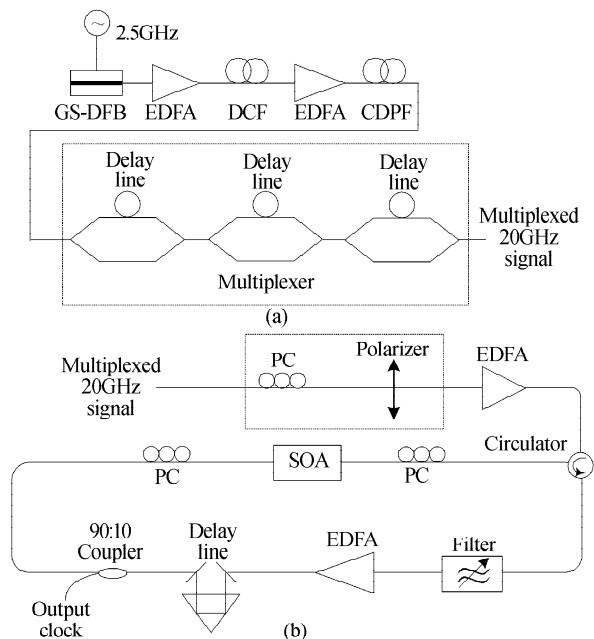 2.5GHz
GS-DFB
EDFA
DCF
EDFA
CDPF
Delay
line
Delay
line
Delay
line
Multiplexed
20GHz
signal
Multiplexer
(a)
Multiplexed
20GHz
signal
PC
Polarizer
EDFA
Circulator
PC
SOA
PC
90:10
Coupler
Delay
line
EDFA
Filter
Output
clock
(b)